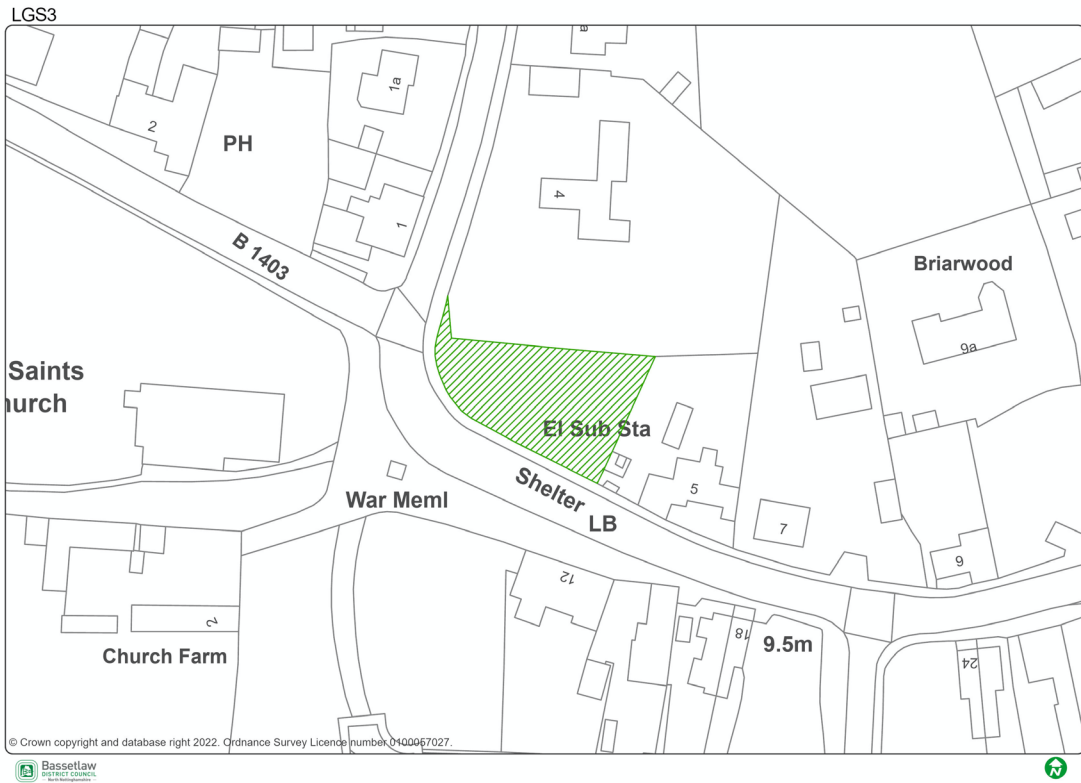 LGS3
e
1a
2
PH
4
1
B 1403
Briarwood
9a
Saints
hurch
El Sub Sta
Shelter
War Meml
LB
5
7
9
12
2
18
9.5m
24
Church Farm
© Crown copyright and database right 2022. Ordnance Survey Licence number 0100057027.
Bassetlaw
DISTRICT COUNCIL
North Nottinghamshire
N